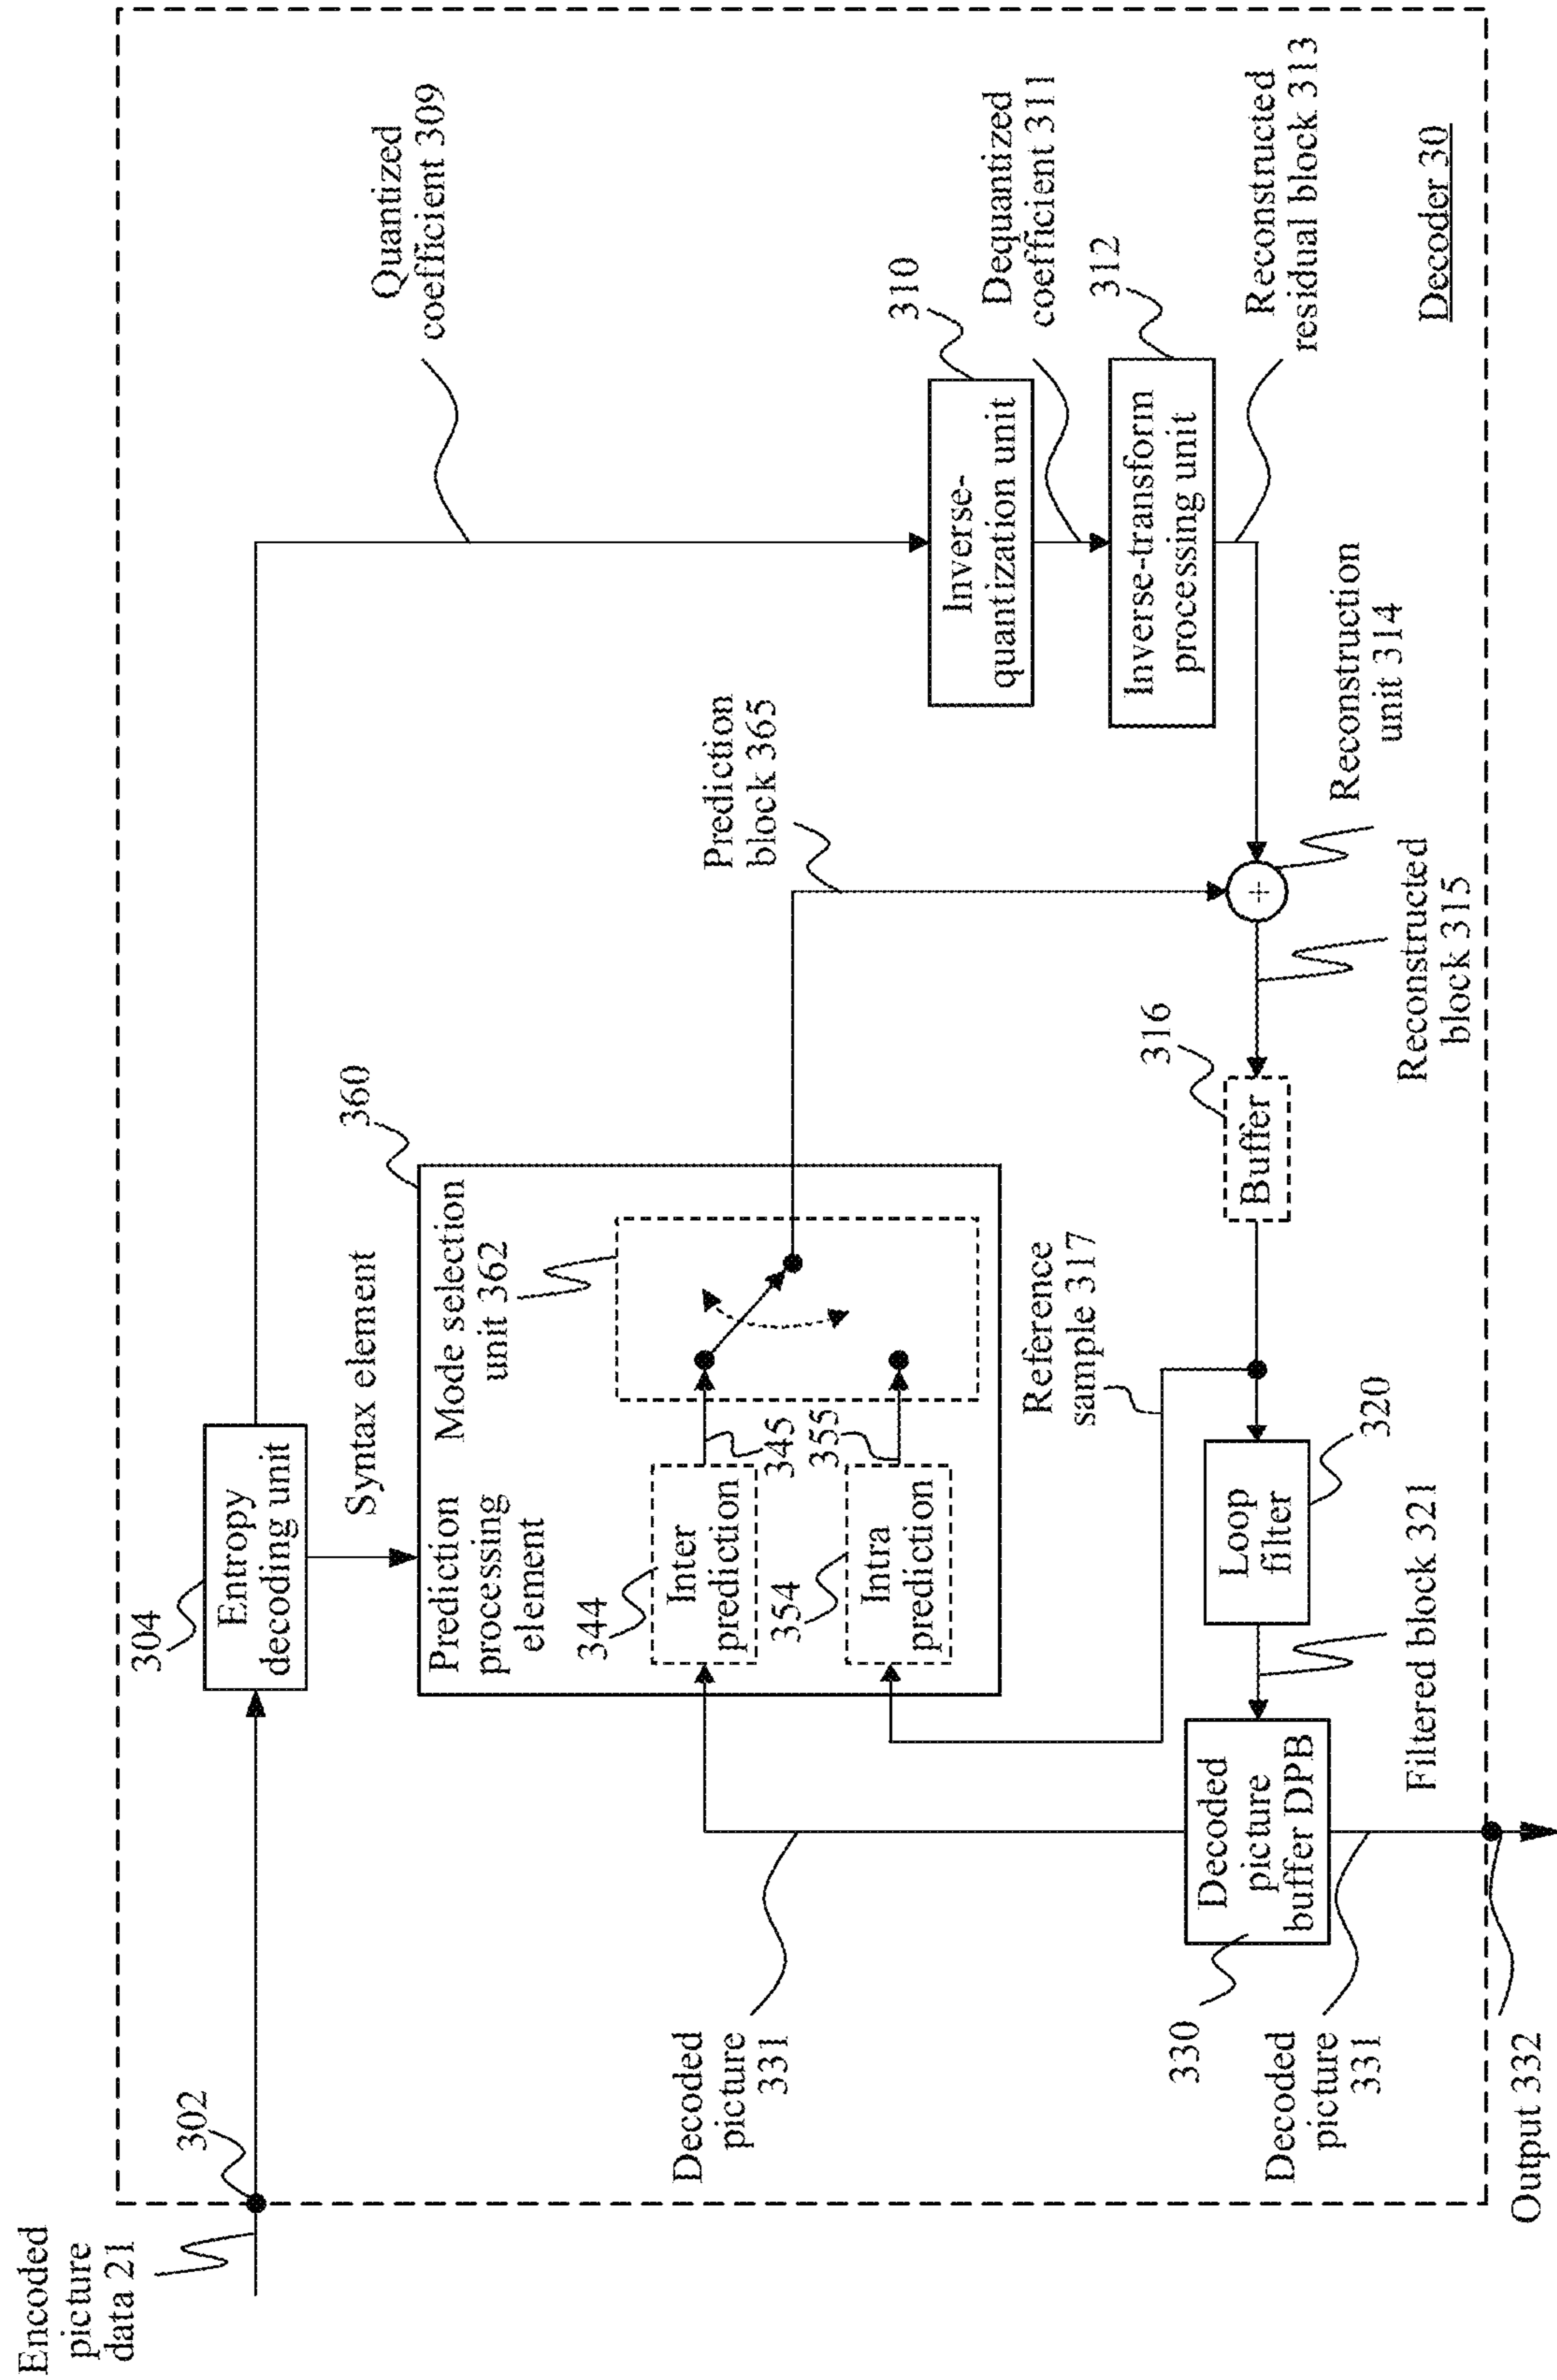 Encoded
picture
data 21
302
304
Entropy
decoding unit
Quantized
coefficient 309
Syntax element
360
Prediction
processing
element
Mode selection
unit 362
344
Inter
prediction
345
354
Intra
prediction
355
Prediction
block 365
310
Inverse-
quantization unit
Dequantized
coefficient 311
312
Inverse-transform
processing unit
Reconstructed
residual block 313
Decoded
picture
331
Reference
sample 317
316
Buffer
+
Reconstruction
unit 314
Reconstructed
block 315
330
Decoded
picture
buffer DPB
Loop
filter
320
Filtered block 321
Decoded
picture
331
Output 332
Decoder 30